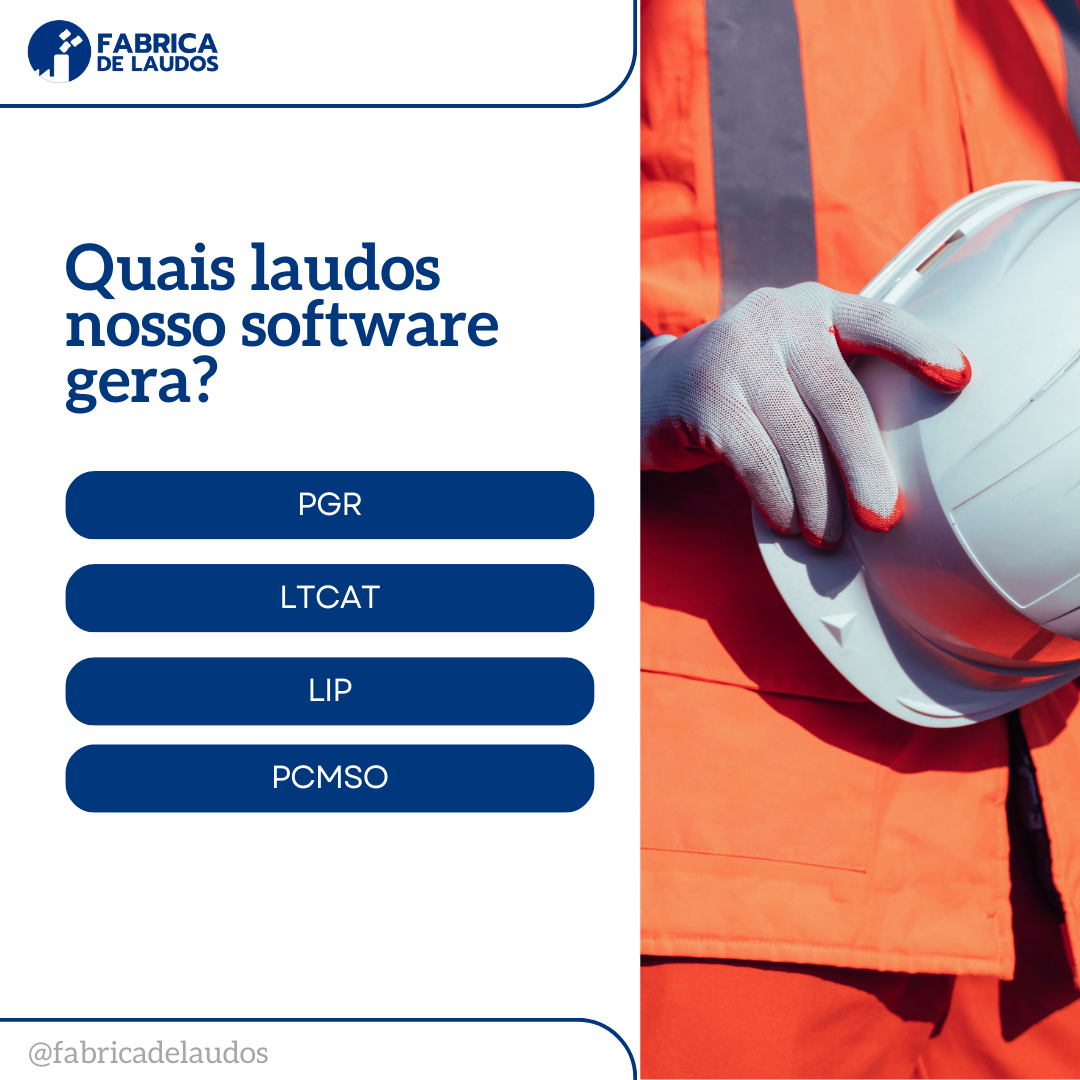 FABRICA
DE LAUDOS
Quais laudos
nosso software
gera?
PGR
LTCAT
LIP
PCMSO
@fabricadelaudos